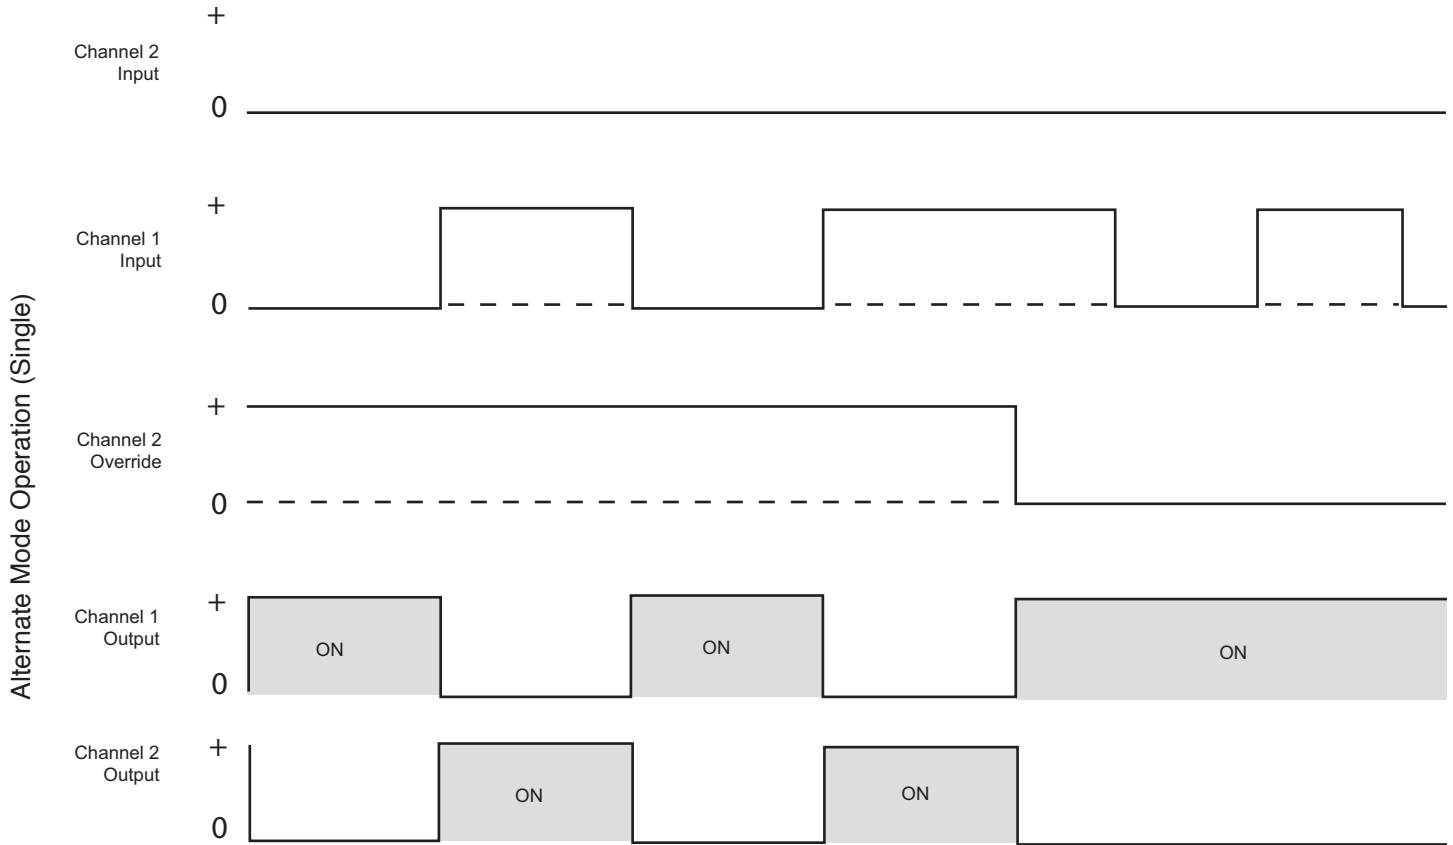 Alternate Mode Operation (Single)
+
Channel 2
Input
0
+
Channel 1
Input
0
+
Channel 2
Override
0
+
Channel 1
Output
ON
ON
ON
0
+
Channel 2
Output
ON
ON
0